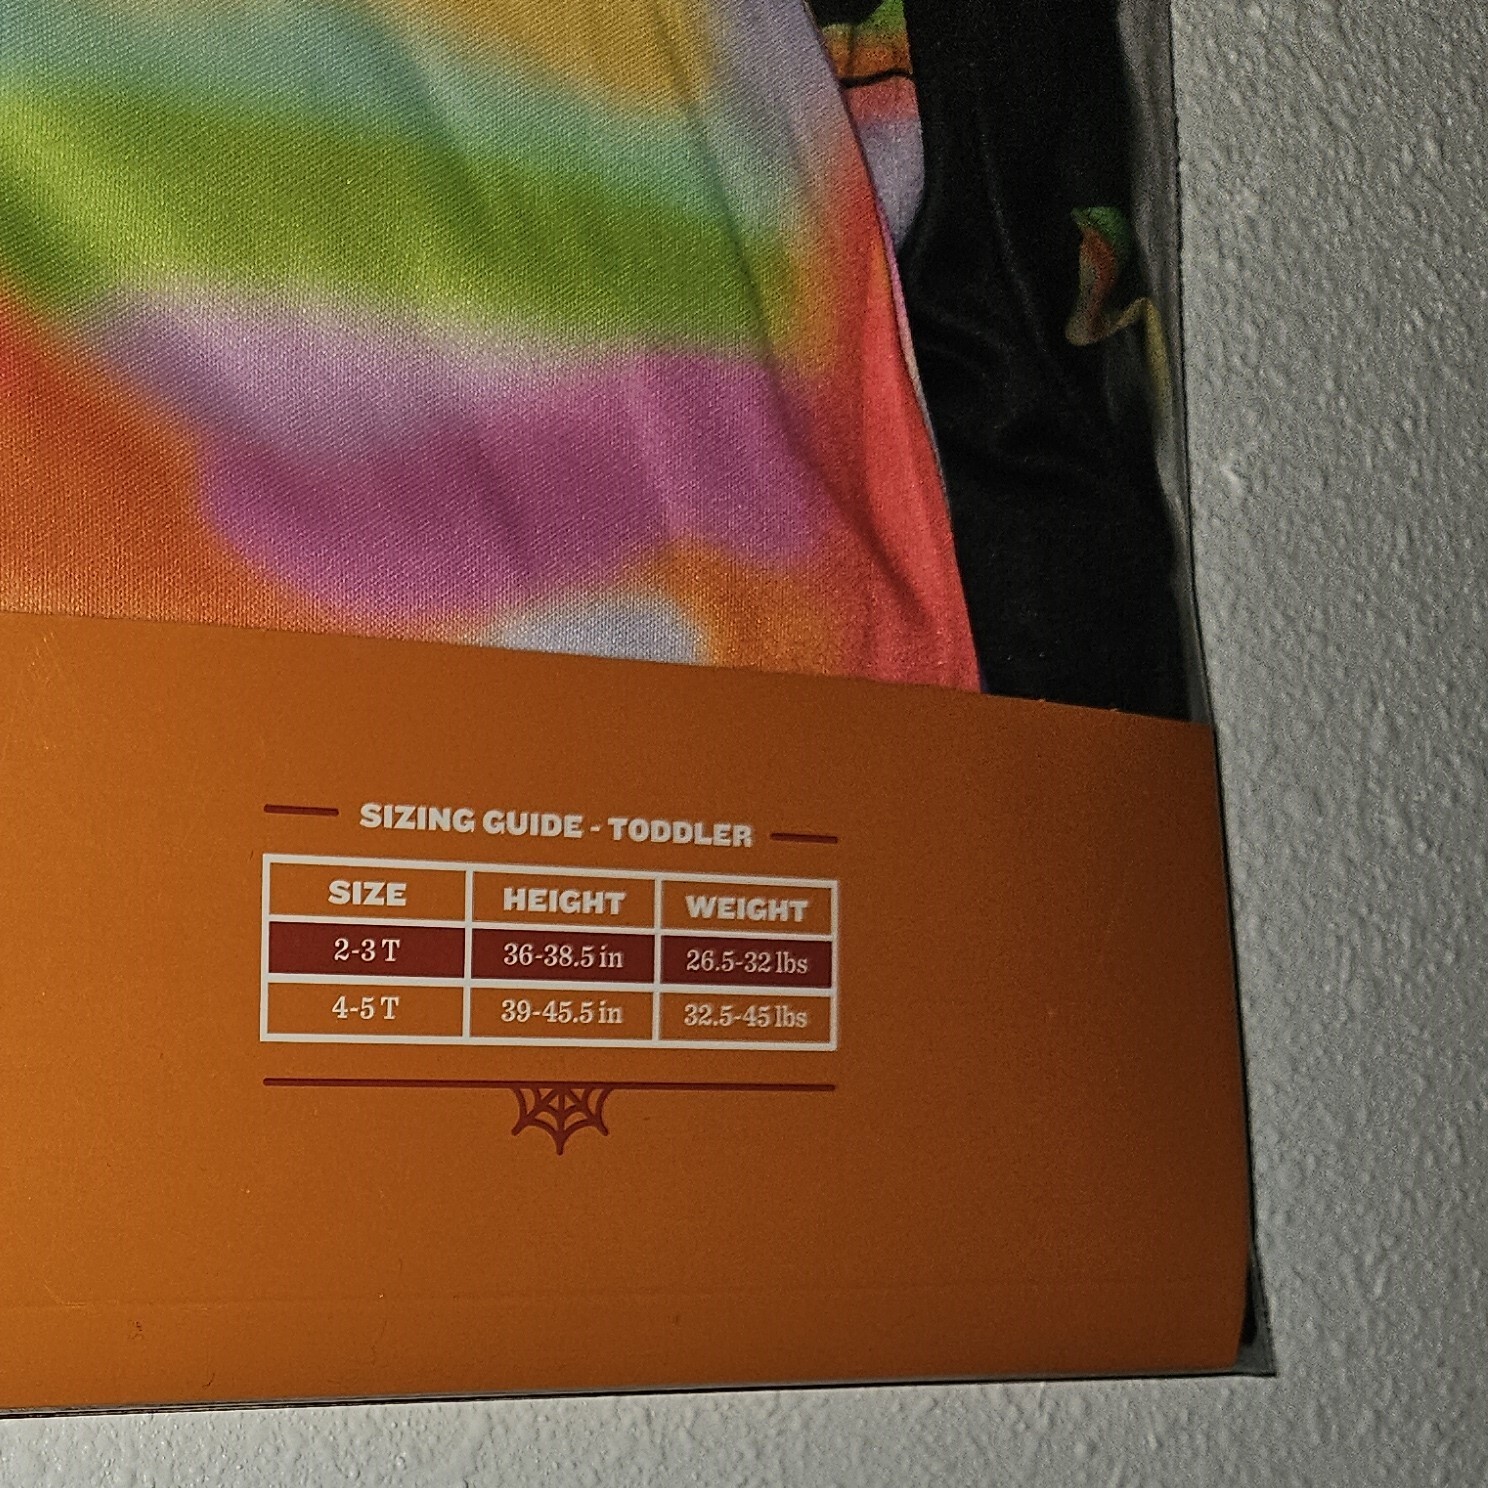 SIZING GUIDE - TODDLER
SIZE HEIGHT WEIGHT
2-3 T 36-38.5 in 26.5-32 lbs
4-5 T 39-45.5 in 32.5-45 lbs